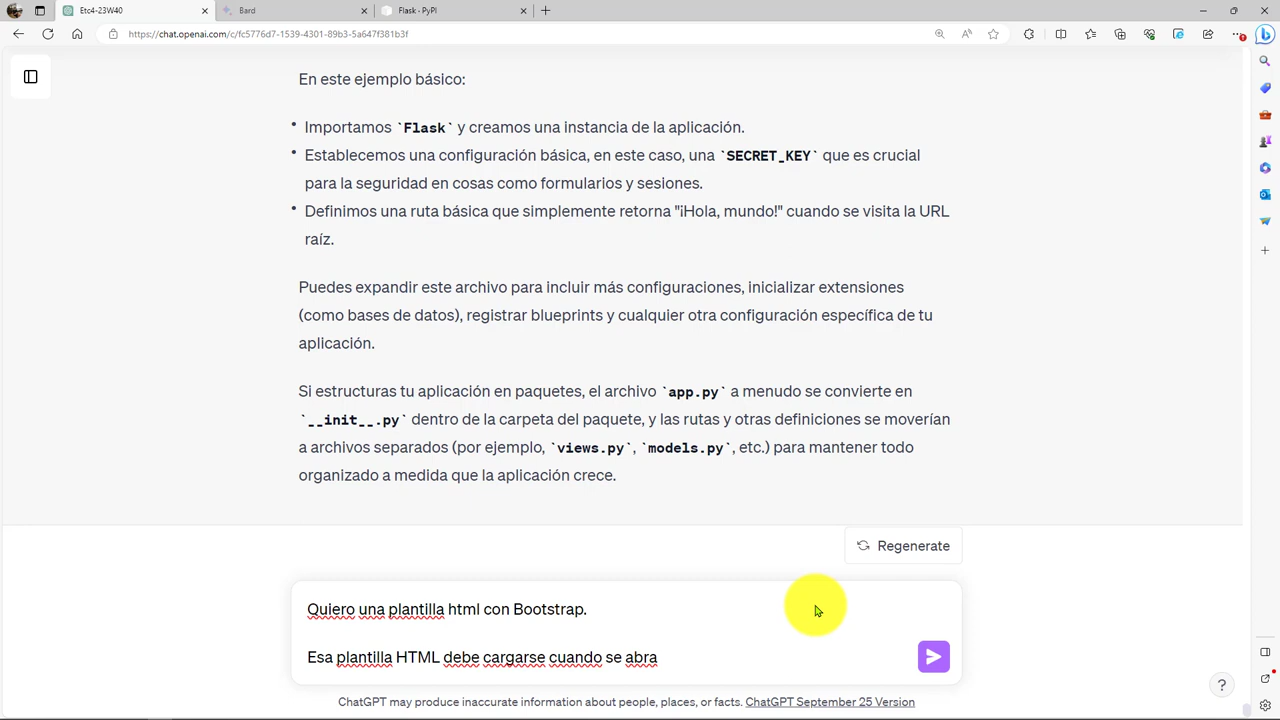 Etc4-23W40
Bard
Flask · PyPI
https://chat.openai.com/c/fc5776d7-1539-4301-89b3-5a647f381b3f
En este ejemplo básico:
• Importamos `Flask` y creamos una instancia de la aplicación.
• Establecemos una configuración básica, en este caso, una `SECRET_KEY` que es crucial
para la seguridad en cosas como formularios y sesiones.
• Definimos una ruta básica que simplemente retorna "¡Hola, mundo!" cuando se visita la URL
raíz.
Puedes expandir este archivo para incluir más configuraciones, inicializar extensiones
(como bases de datos), registrar blueprints y cualquier otra configuración específica de tu
aplicación.
Si estructuras tu aplicación en paquetes, el archivo `app.py` a menudo se convierte en
`__init__.py` dentro de la carpeta del paquete, y las rutas y otras definiciones se moverían
a archivos separados (por ejemplo, `views.py`, `models.py`, etc.) para mantener todo
organizado a medida que la aplicación crece.
Regenerate
Quiero una plantilla html con Bootstrap.
Esa plantilla HTML debe cargarse cuando se abra
ChatGPT may produce inaccurate information about people, places, or facts. ChatGPT September 25 Version
?